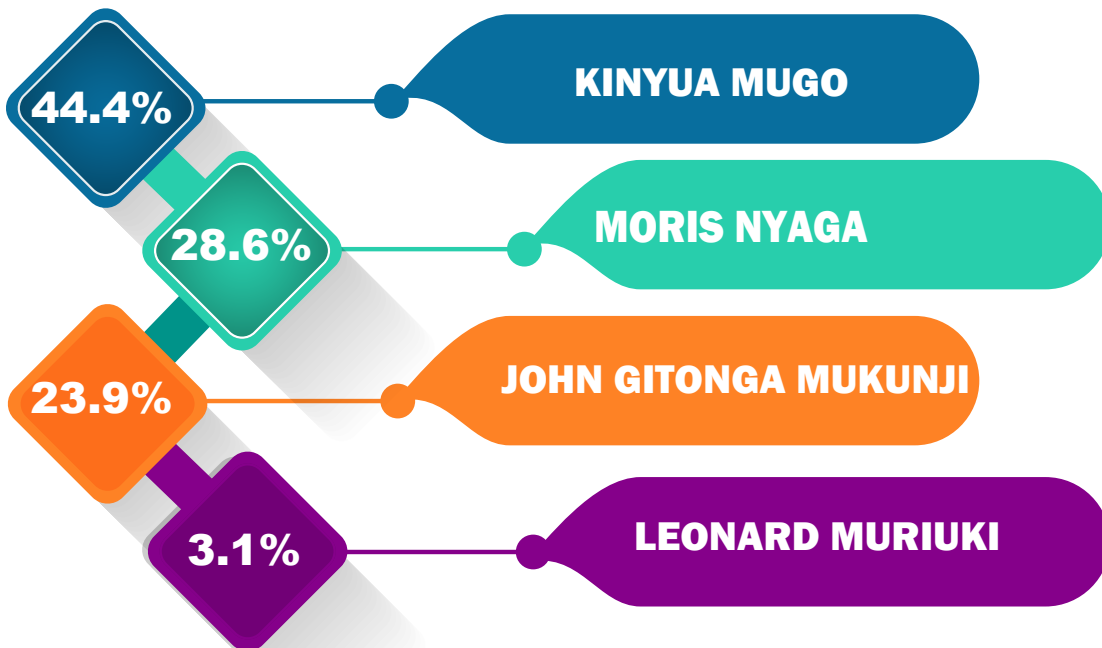 44.4%
KINYUA MUGO
28.6%
MORIS NYAGA
23.9%
JOHN GITONGA MUKUNJI
3.1%
LEONARD MURIUKI